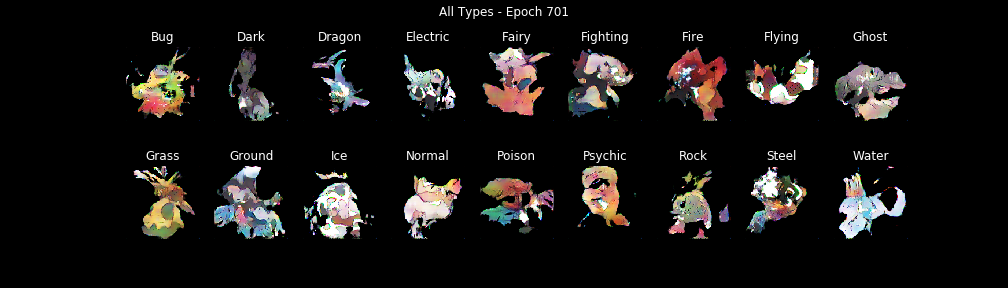 All Types - Epoch 701
Bug Dark Dragon Electric Fairy Fighting Fire Flying Ghost
Grass Ground Ice Normal Poison Psychic Rock Steel Water